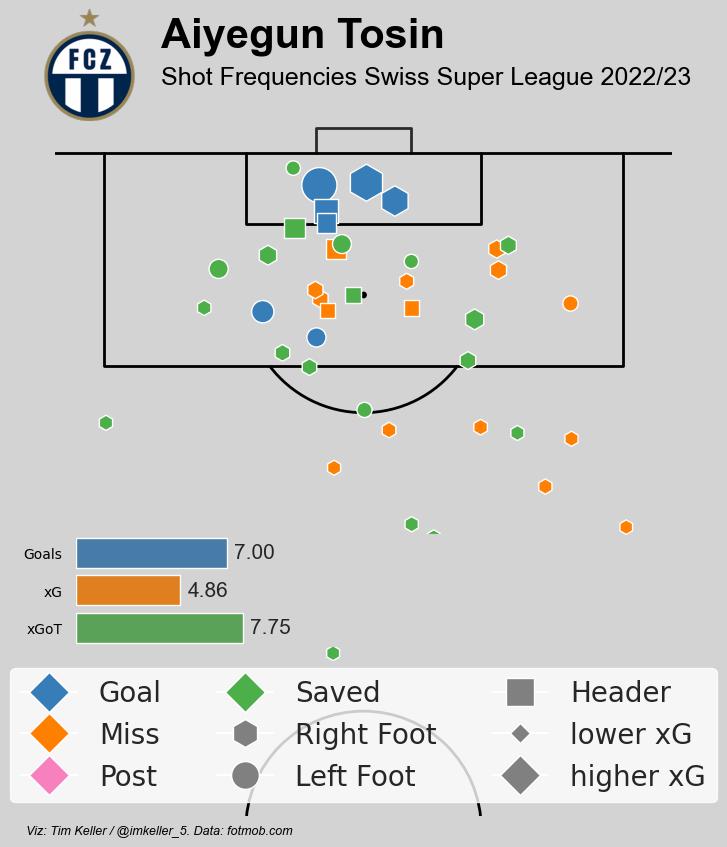 FCZ
Aiyegun Tosin
Shot Frequencies Swiss Super League 2022/23
Goals 7.00
xG 4.86
xGoT 7.75
Goal Saved Header
Miss Right Foot lower xG
Post Left Foot higher xG
Viz: Tim Keller / @imkeller_5. Data: fotmob.com